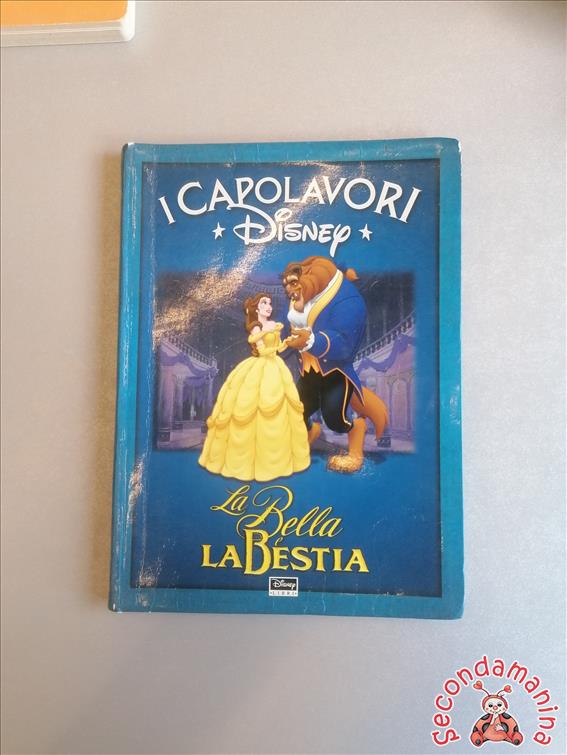 I CAPOLAVORI
DISNEY
La Bella
e
LA BESTIA
DISNEY
LIBRI
Secondamanina